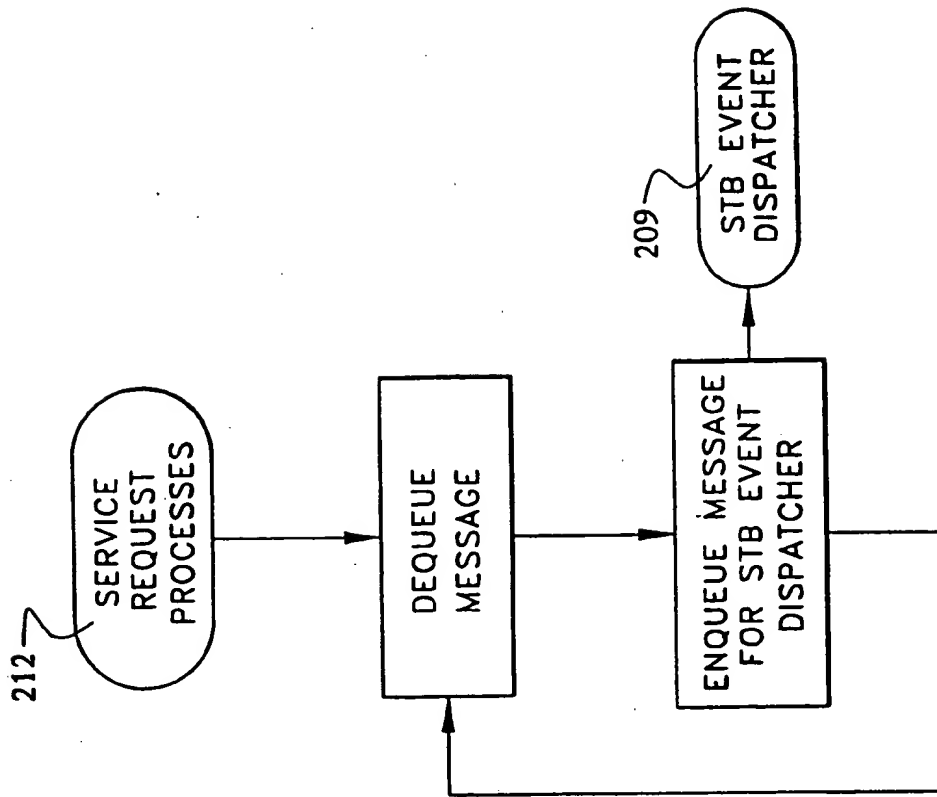 212
SERVICE
REQUEST
PROCESSES
DEQUEUE
MESSAGE
ENQUEUE MESSAGE
FOR STB EVENT
DISPATCHER
209
STB EVENT
DISPATCHER